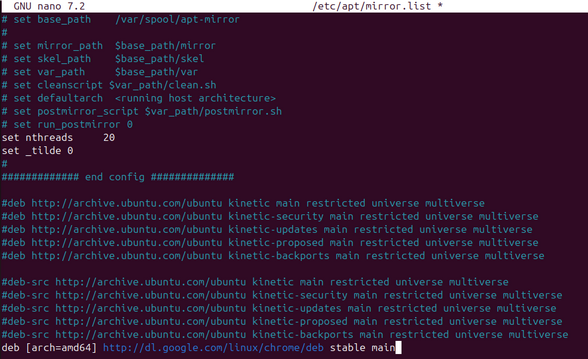 GNU nano 7.2 /etc/apt/mirror.list *
# set base_path /var/spool/apt-mirror
#
# set mirror_path $base_path/mirror
# set skel_path $base_path/skel
# set var_path $base_path/var
# set cleanscript $var_path/clean.sh
# set defaultarch <running host architecture>
# set postmirror_script $var_path/postmirror.sh
# set run_postmirror 0
set nthreads 20
set _tilde 0
#
############# end config ##############
#deb http://archive.ubuntu.com/ubuntu kinetic main restricted universe multiverse
#deb http://archive.ubuntu.com/ubuntu kinetic-security main restricted universe multiverse
#deb http://archive.ubuntu.com/ubuntu kinetic-updates main restricted universe multiverse
#deb http://archive.ubuntu.com/ubuntu kinetic-proposed main restricted universe multiverse
#deb http://archive.ubuntu.com/ubuntu kinetic-backports main restricted universe multiverse
#deb-src http://archive.ubuntu.com/ubuntu kinetic main restricted universe multiverse
#deb-src http://archive.ubuntu.com/ubuntu kinetic-security main restricted universe multiverse
#deb-src http://archive.ubuntu.com/ubuntu kinetic-updates main restricted universe multiverse
#deb-src http://archive.ubuntu.com/ubuntu kinetic-proposed main restricted universe multiverse
#deb-src http://archive.ubuntu.com/ubuntu kinetic-backports main restricted universe multiverse
deb [arch=amd64] http://dl.google.com/linux/chrome/deb stable main